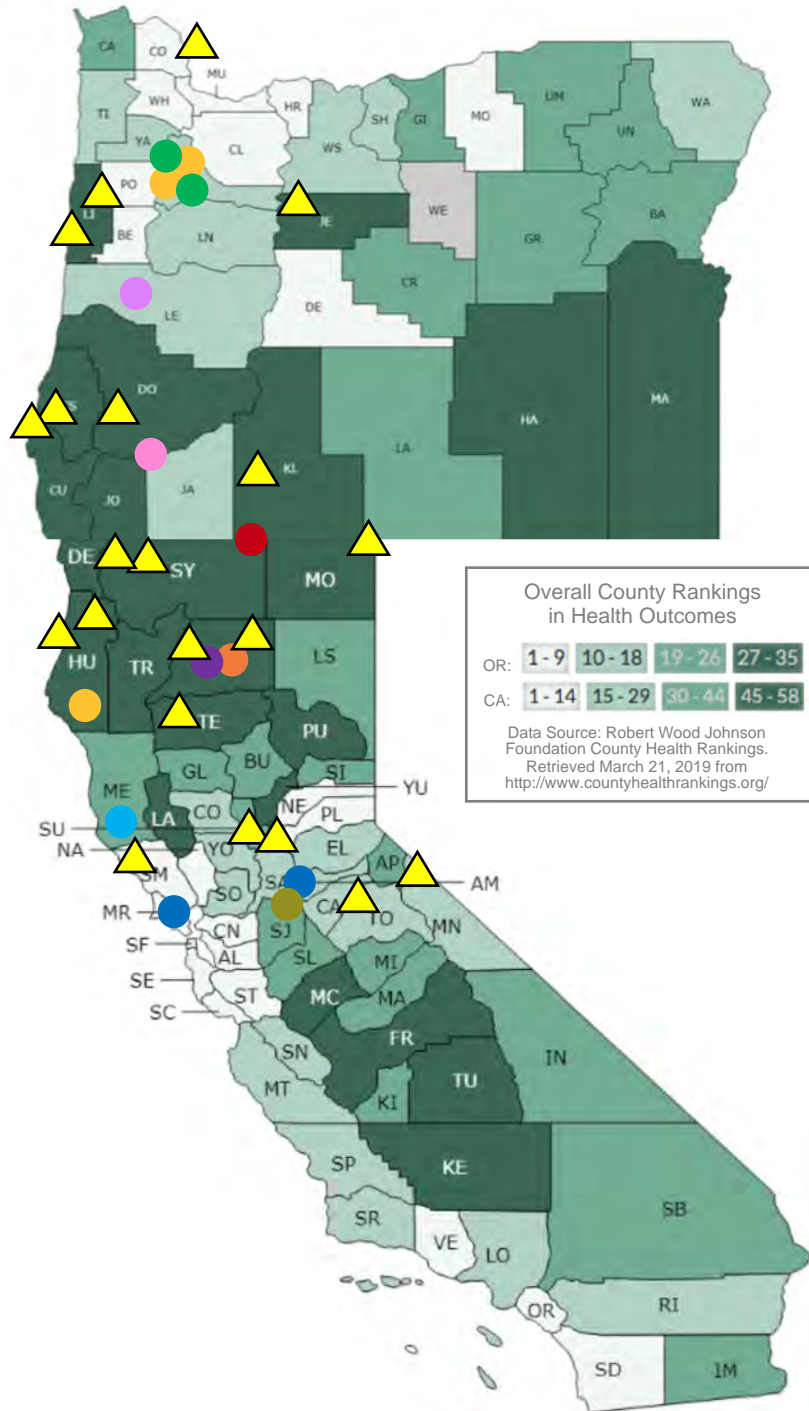 CA
CO
MU
WH
HR
TI
YA
CL
WS
SH
GI
MO
UM
UN
WA
PO
LI
BE
LN
JE
WE
GR
BA
CR
LE
DE
DO
HA
MA
LA
KL
CU
JO
JA
DE
SY
MO
HU
TR
LS
TE
PU
ME
GL
BU
SI
LA
CO
NE
YU
PL
SU
NA
YO
EL
SM
SO
SA
AP
AM
MR
CA
TO
CN
SJ
MN
SF
AL
SL
MI
SE
ST
MC
MA
SC
FR
SN
IN
MT
KI
TU
SP
KE
SR
SB
VE
LO
OR
RI
SD
IM
Overall County Rankings
in Health Outcomes
OR: 1 - 9 10 - 18 19 - 26 27 - 35
CA: 1 - 14 15 - 29 30 - 44 45 - 58
Data Source: Robert Wood Johnson
Foundation County Health Rankings.
Retrieved March 21, 2019 from
http://www.countyhealthrankings.org/